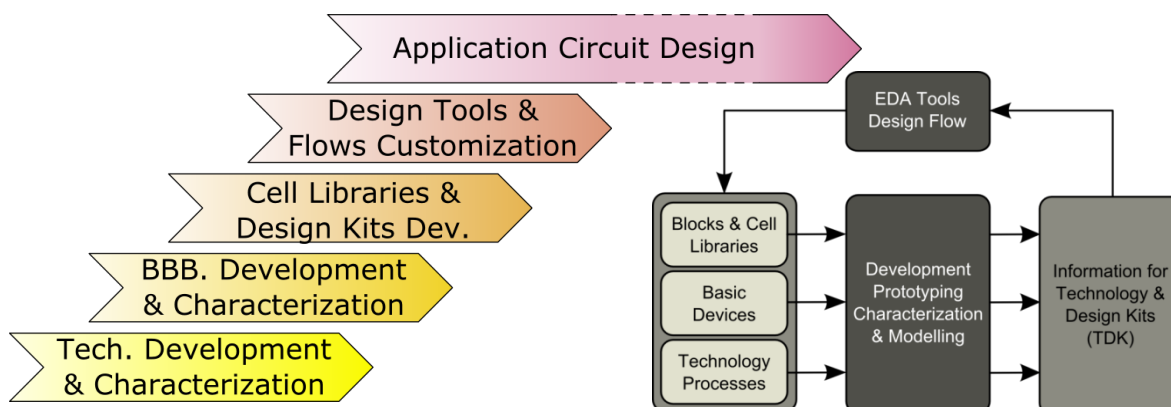 Application Circuit Design
Design Tools &
Flows Customization
Cell Libraries &
Design Kits Dev.
BBB. Development
& Characterization
Tech. Development
& Characterization
EDA Tools
Design Flow
Blocks & Cell
Libraries
Basic
Devices
Technology
Processes
Development
Prototyping
Characterization
& Modelling
Information for
Technology &
Design Kits
(TDK)